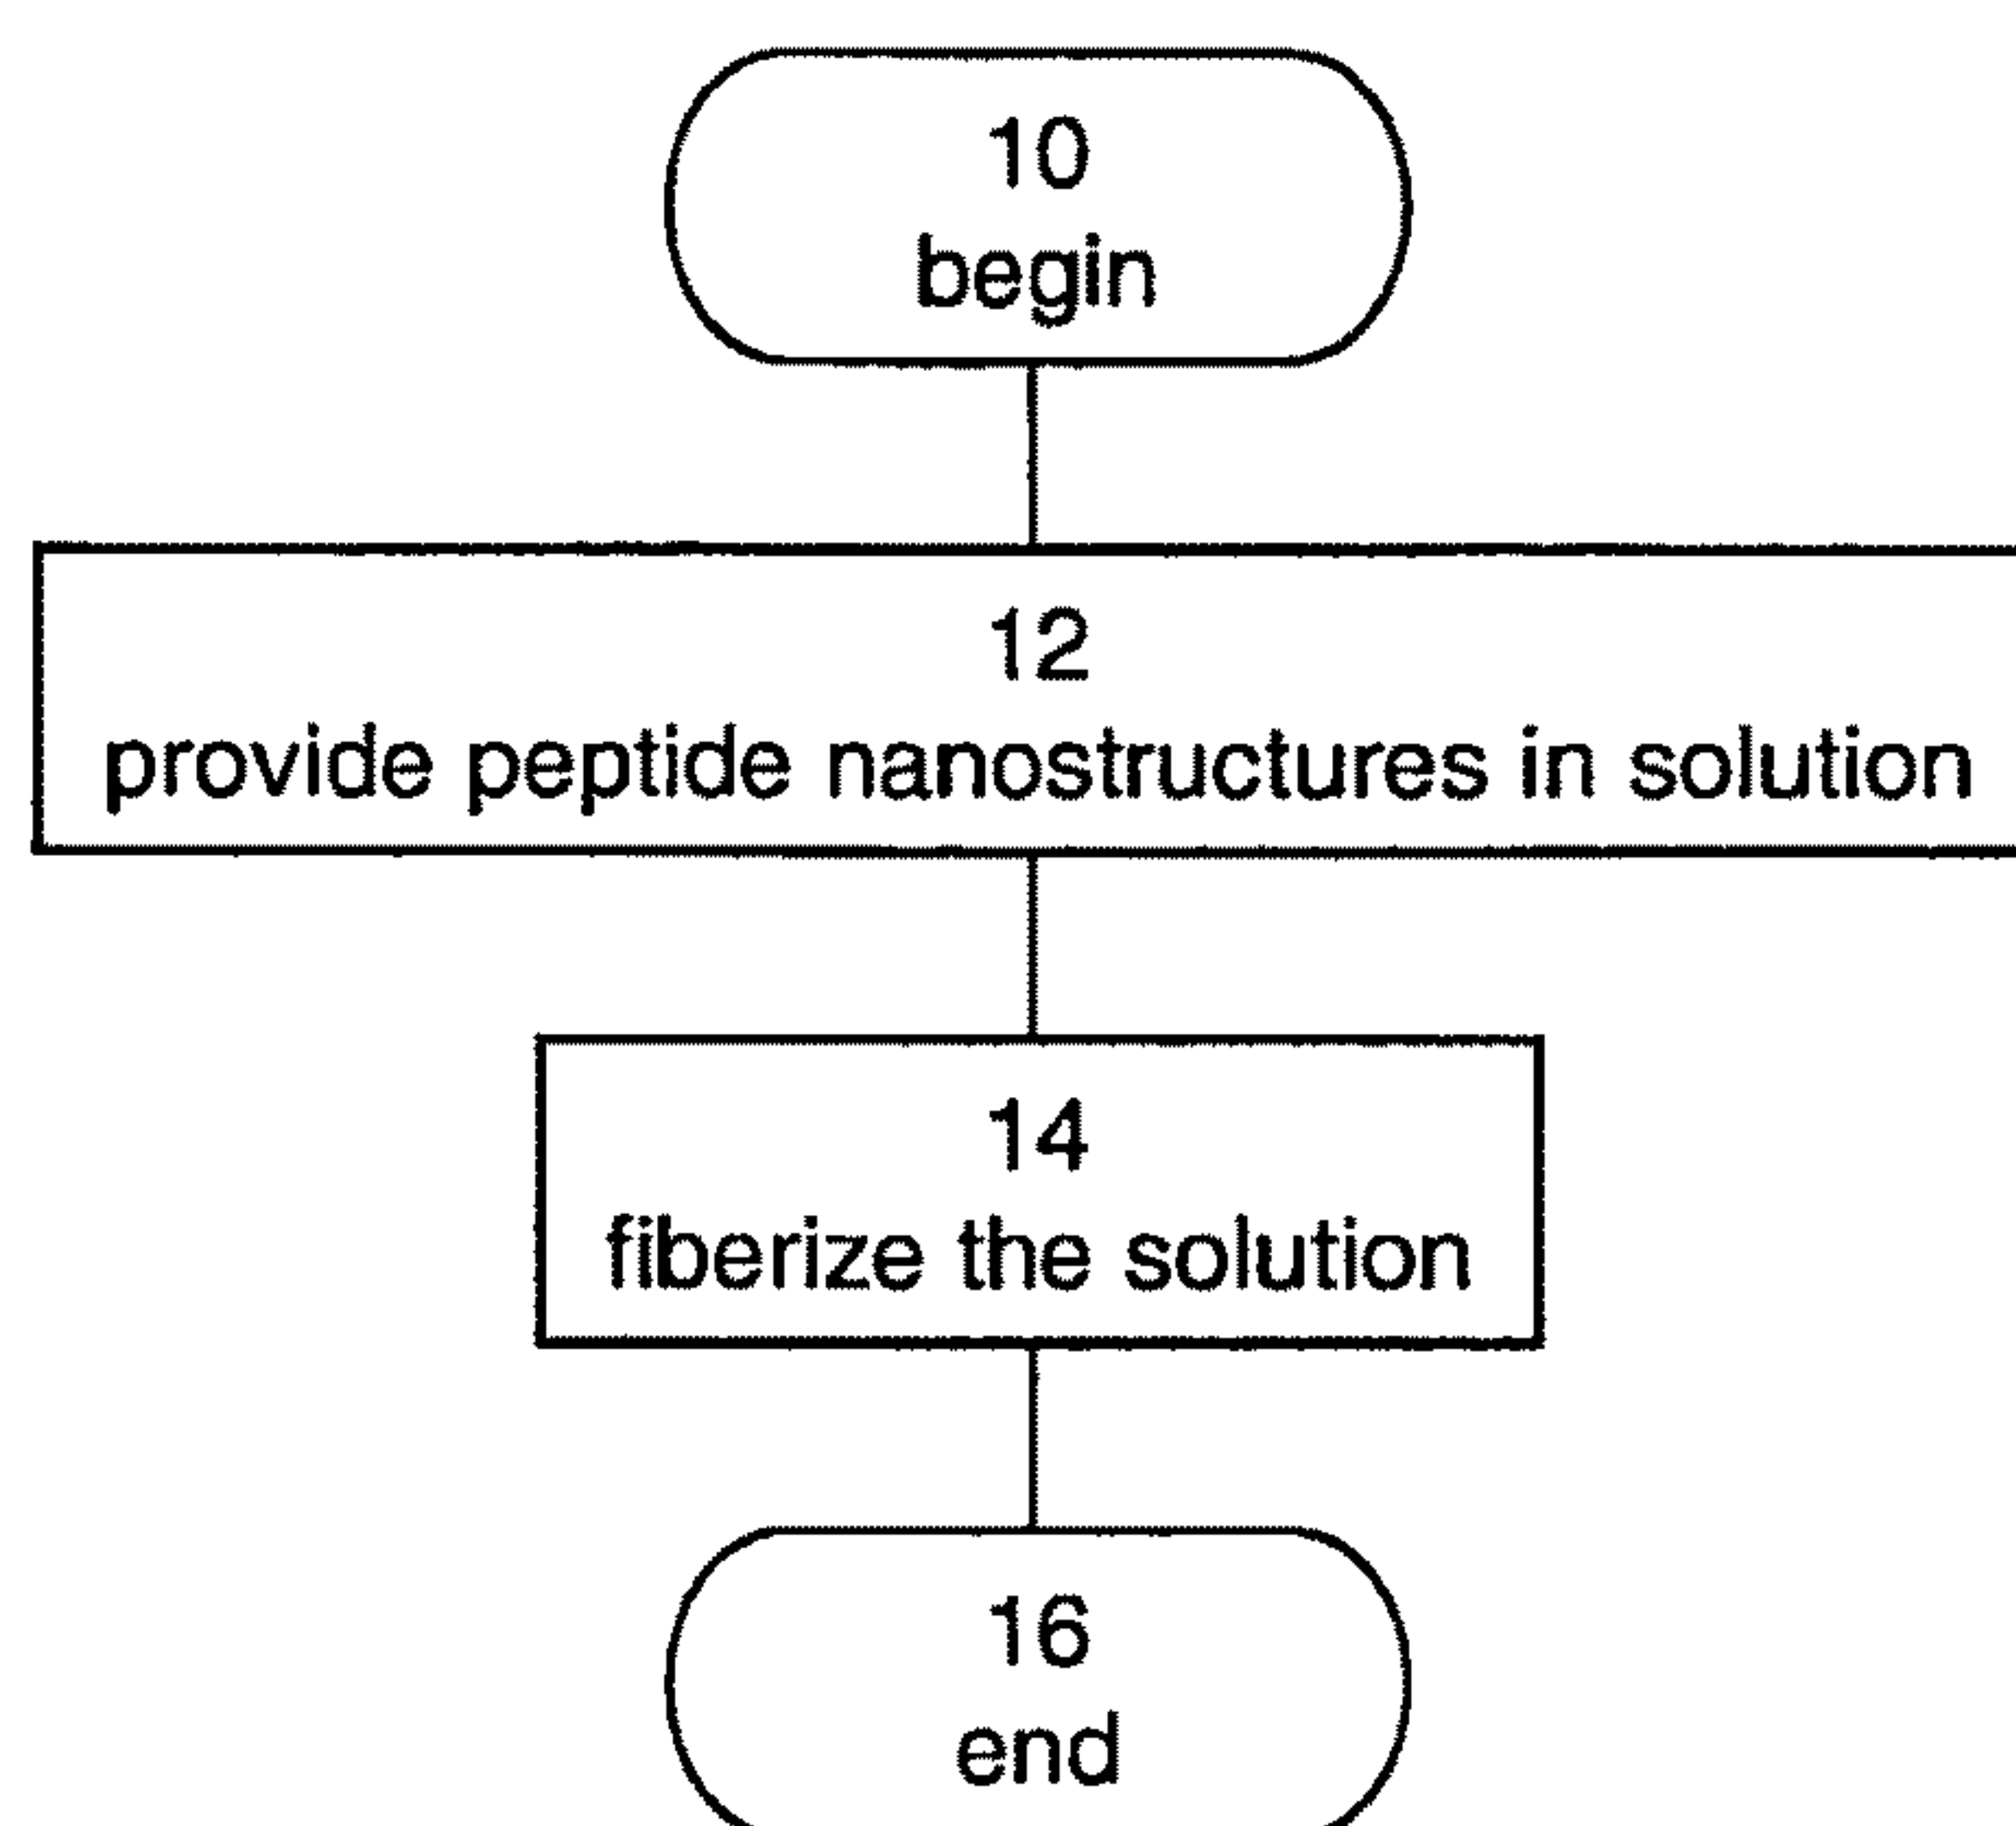 10
begin
12
provide peptide nanostructures in solution
14
fiberize the solution
16
end